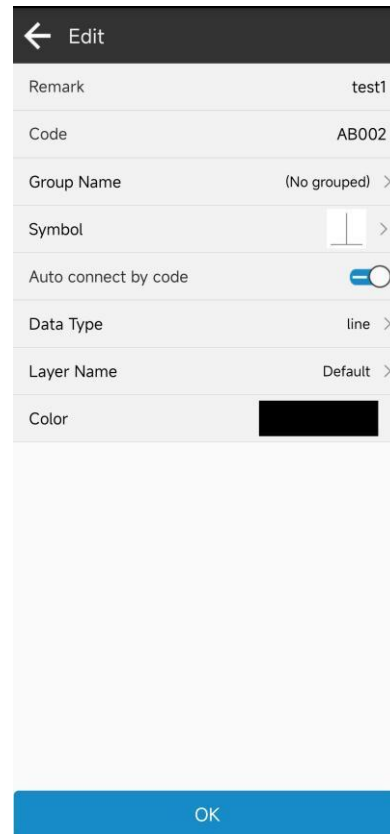 Edit
Remark test1
Code AB002
Group Name (No grouped)
Symbol
Auto connect by code
Data Type line
Layer Name Default
Color
OK